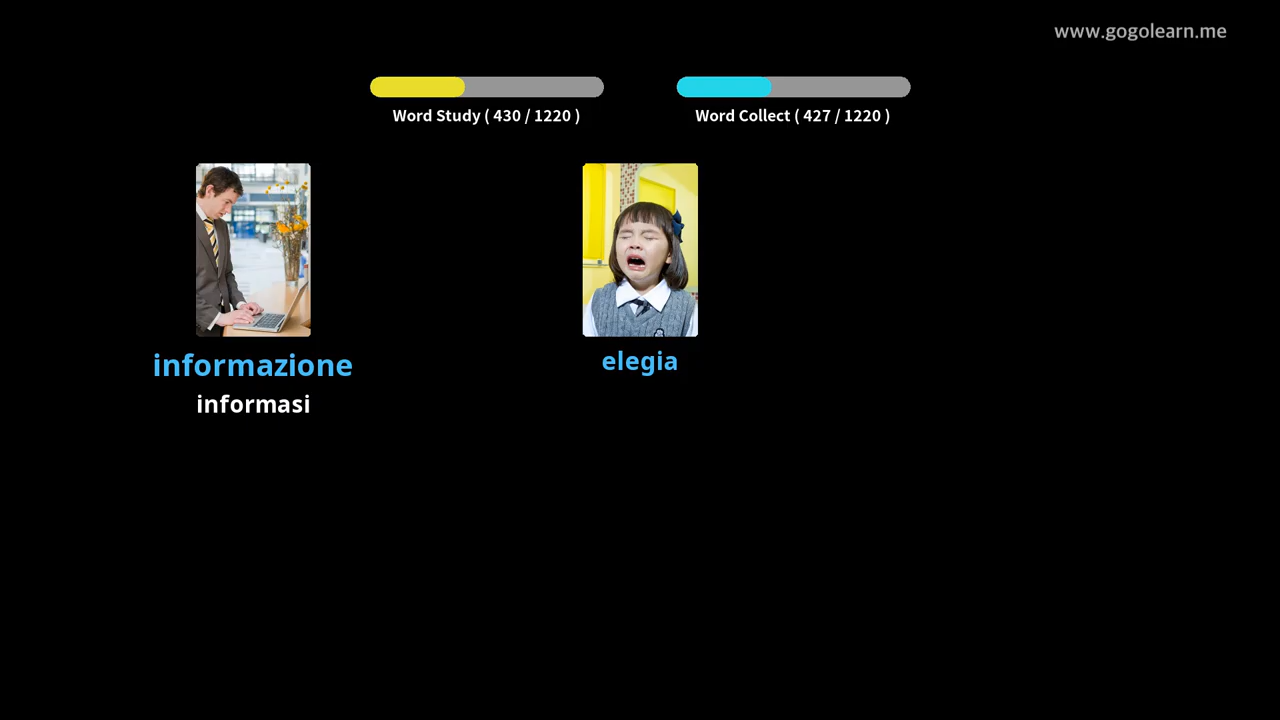 www.gogolearn.me
Word Study ( 430 / 1220 )
Word Collect ( 427 / 1220 )
informazione
informasi
elegia